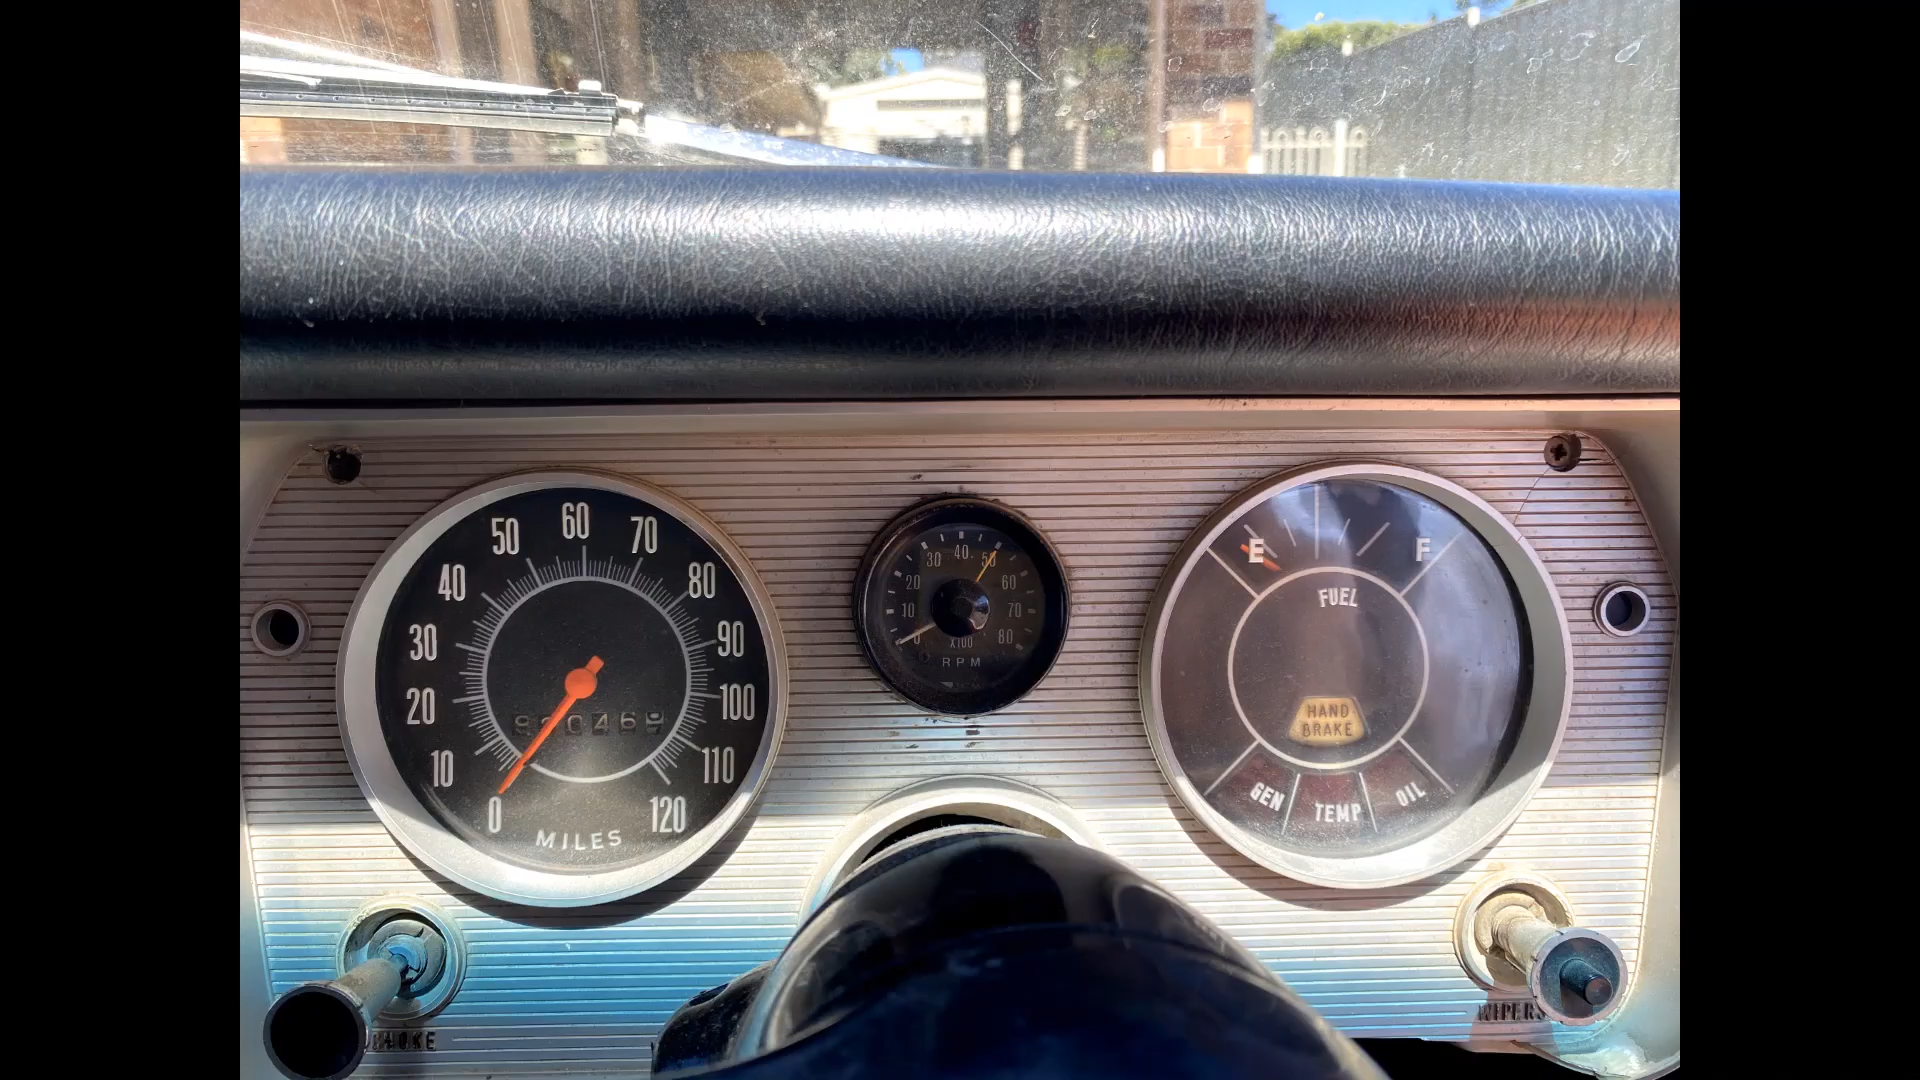 0 10 20 30 40 50 60 70 80 90 100 110 120
MILES
0 10 20 30 40 50 60 70 80
X100
RPM
E F
FUEL
HAND
BRAKE
GEN TEMP OIL
WIPERS